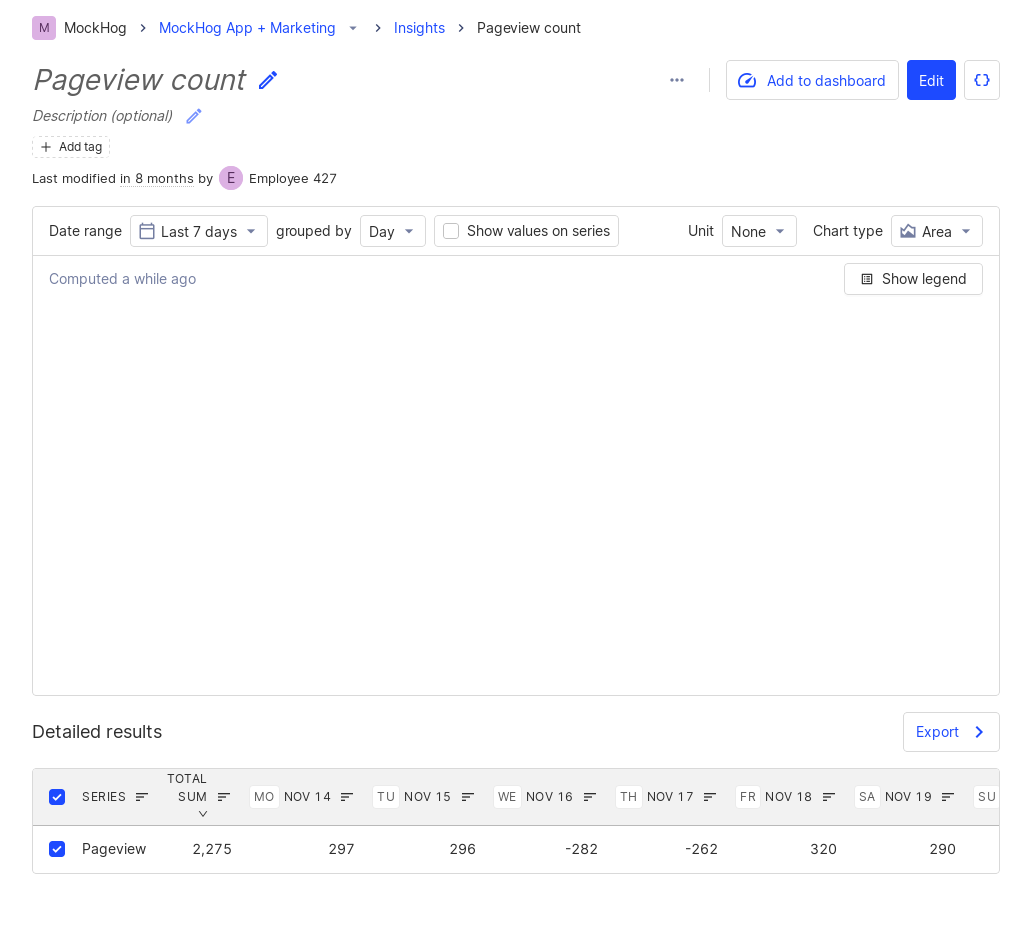 M MockHog MockHog App + Marketing Insights Pageview count
Pageview count
Add to dashboard Edit
Description (optional)
Add tag
Last modified in 8 months by E Employee 427
Date range Last 7 days grouped by Day Show values on series Unit None Chart type Area
Computed a while ago Show legend
Detailed results Export
SERIES TOTAL SUM MO NOV 14 TU NOV 15 WE NOV 16 TH NOV 17 FR NOV 18 SA NOV 19 SU
Pageview 2,275 297 296 -282 -262 320 290